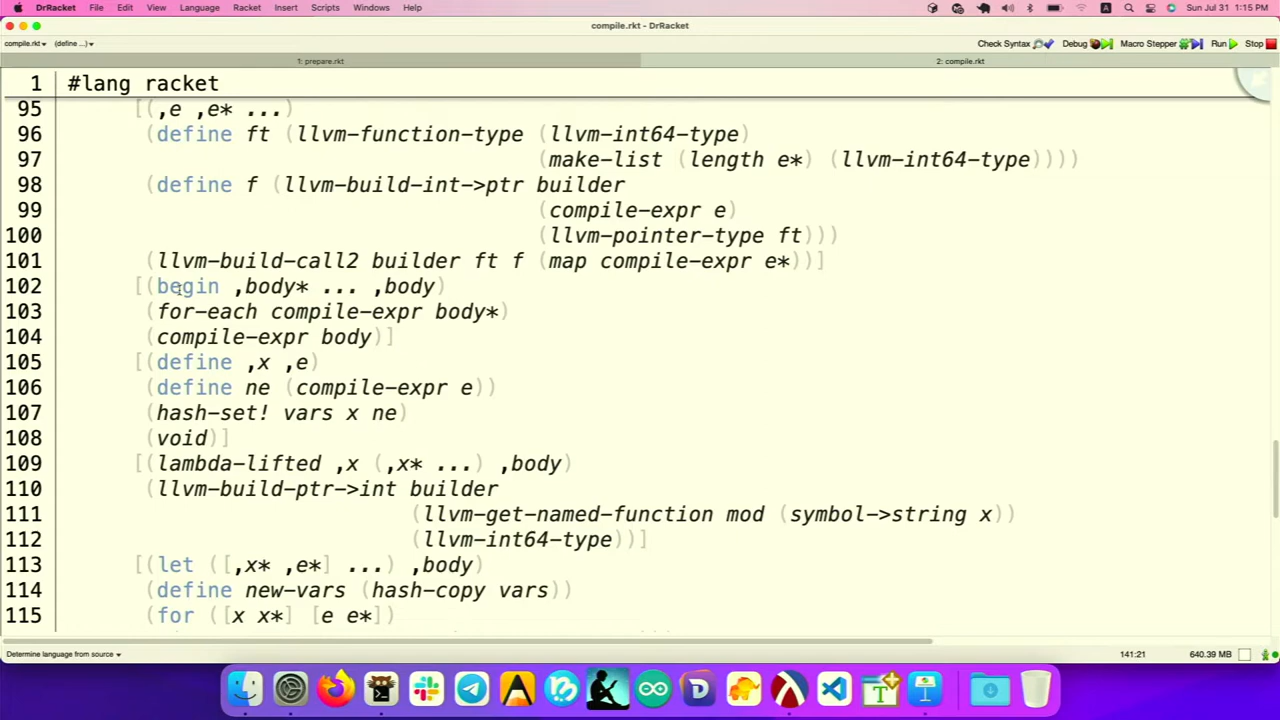 DrRacket File Edit View Language Racket Insert Scripts Windows Help Sun Jul 31 1:15 PM
compile.rkt - DrRacket
compile.rkt▾ (define ...)▾ Check Syntax Debug Macro Stepper Run Stop
1: prepare.rkt 2: compile.rkt
1 #lang racket
95 [(,e ,e* ...)
96 (define ft (llvm-function-type (llvm-int64-type)
97 (make-list (length e*) (llvm-int64-type))))
98 (define f (llvm-build-int->ptr builder
99 (compile-expr e)
100 (llvm-pointer-type ft)))
101 (llvm-build-call2 builder ft f (map compile-expr e*))]
102 [(begin ,body* ... ,body)
103 (for-each compile-expr body*)
104 (compile-expr body)]
105 [(define ,x ,e)
106 (define ne (compile-expr e))
107 (hash-set! vars x ne)
108 (void)]
109 [(lambda-lifted ,x (,x* ...) ,body)
110 (llvm-build-ptr->int builder
111 (llvm-get-named-function mod (symbol->string x))
112 (llvm-int64-type))]
113 [(let ([,x* ,e*] ...) ,body)
114 (define new-vars (hash-copy vars))
115 (for ([x x*] [e e*])
Determine language from source▾ 141:21 640.39 MB